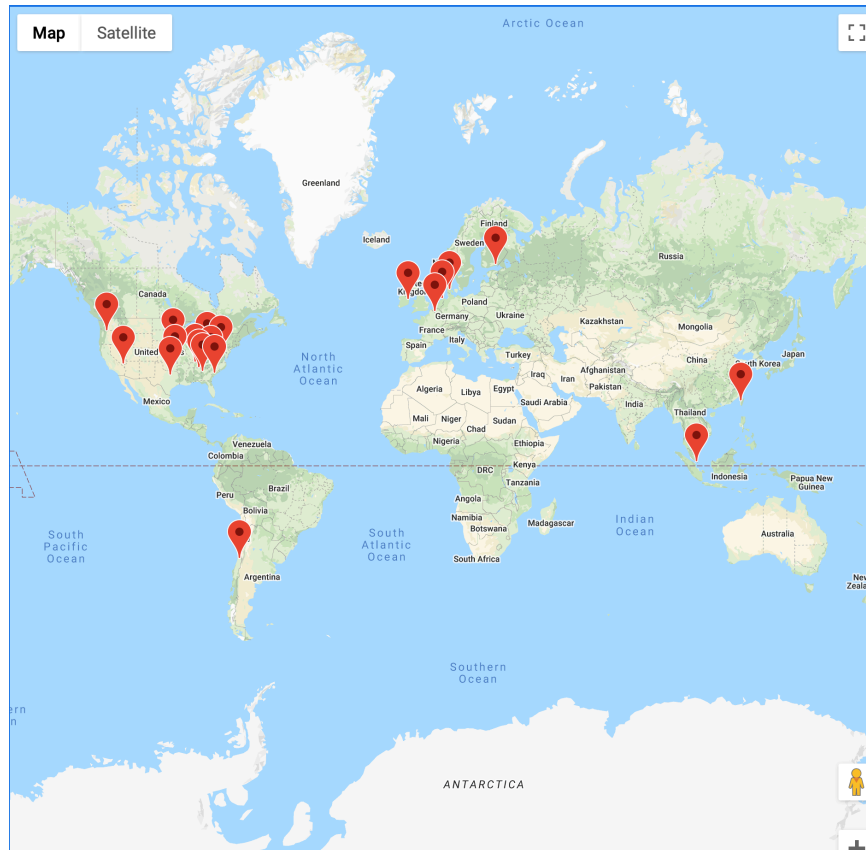 Map
Satellite
Arctic Ocean
Greenland
Iceland
Finland
Sweden
Russia
Canada
Poland
Germany
Ukraine
France
Italy
Spain
Turkey
Kazakhstan
Mongolia
North
Atlantic
Ocean
Mexico
China
South Korea
Japan
Iraq
Iran
Afghanistan
Pakistan
Algeria
Libya
Egypt
Saudi Arabia
India
Thailand
Mali
Niger
Chad
Sudan
Nigeria
Ethiopia
Venezuela
Colombia
DRC
Kenya
Tanzania
Indonesia
Papua New
Guinea
Brazil
Peru
Bolivia
Angola
Namibia
Botswana
Madagascar
South
Pacific
Ocean
South
Atlantic
Ocean
Indian
Ocean
Australia
South Africa
Argentina
Southern
Ocean
ANTARCTICA